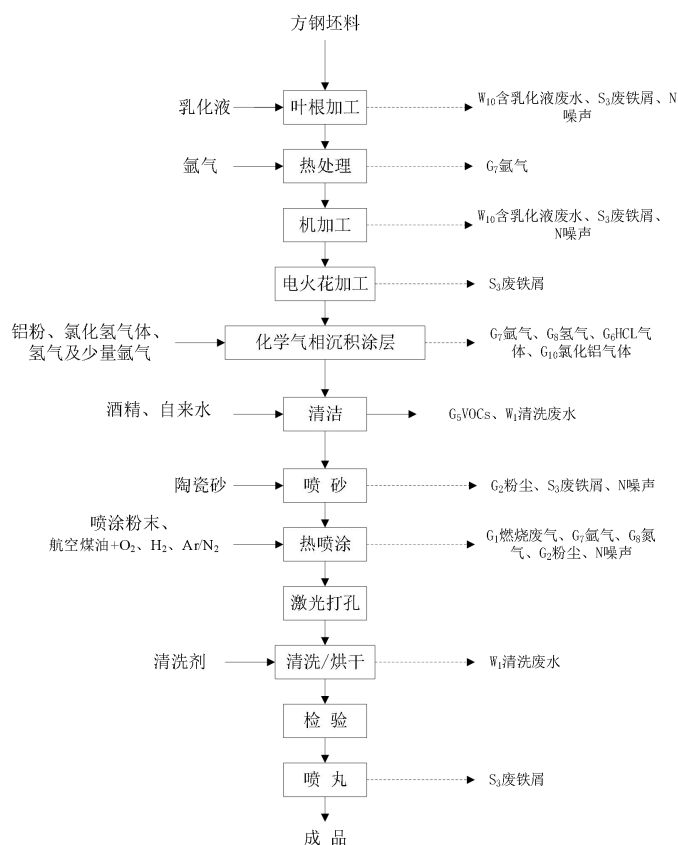 方钢坯料
乳化液
叶根加工
W10含乳化液废水、S3废铁屑、N
噪声
氩气
热处理
G7氩气
机加工
W10含乳化液废水、S3废铁屑、
N噪声
电火花加工
S3废铁屑
铝粉、氯化氢气体、
氢气及少量氩气
化学气相沉积涂层
G7氩气、G8氢气、G6HCL气
体、G10氯化铝气体
酒精、自来水
清洁
G5VOCs、W1清洗废水
陶瓷砂
喷 砂
G2粉尘、S3废铁屑、N噪声
喷涂粉末、
航空煤油+O2、H2、Ar/N2
热喷涂
G1燃烧废气、G7氩气、G8氮
气、G2粉尘、N噪声
激光打孔
清洗剂
清洗/烘干
W1清洗废水
检 验
喷 丸
S3废铁屑
成 品